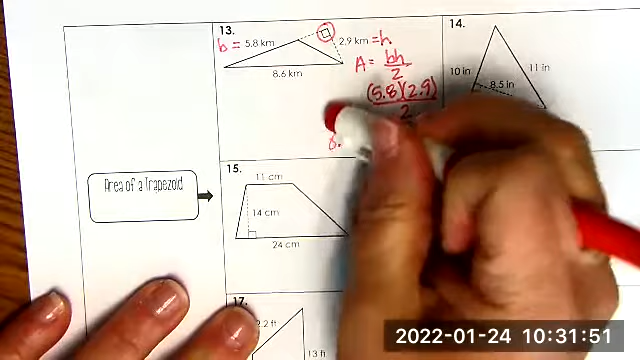 13.
14.
b = 5.8 km
2.9 km = h
8.6 km
A = bh
2
(5.8)(2.9)
2
8.
10 in
11 in
8.5 in
Area of a Trapezoid
15.
11 cm
14 cm
24 cm
17.
2.2 ft
13 ft
2022-01-24 10:31:51